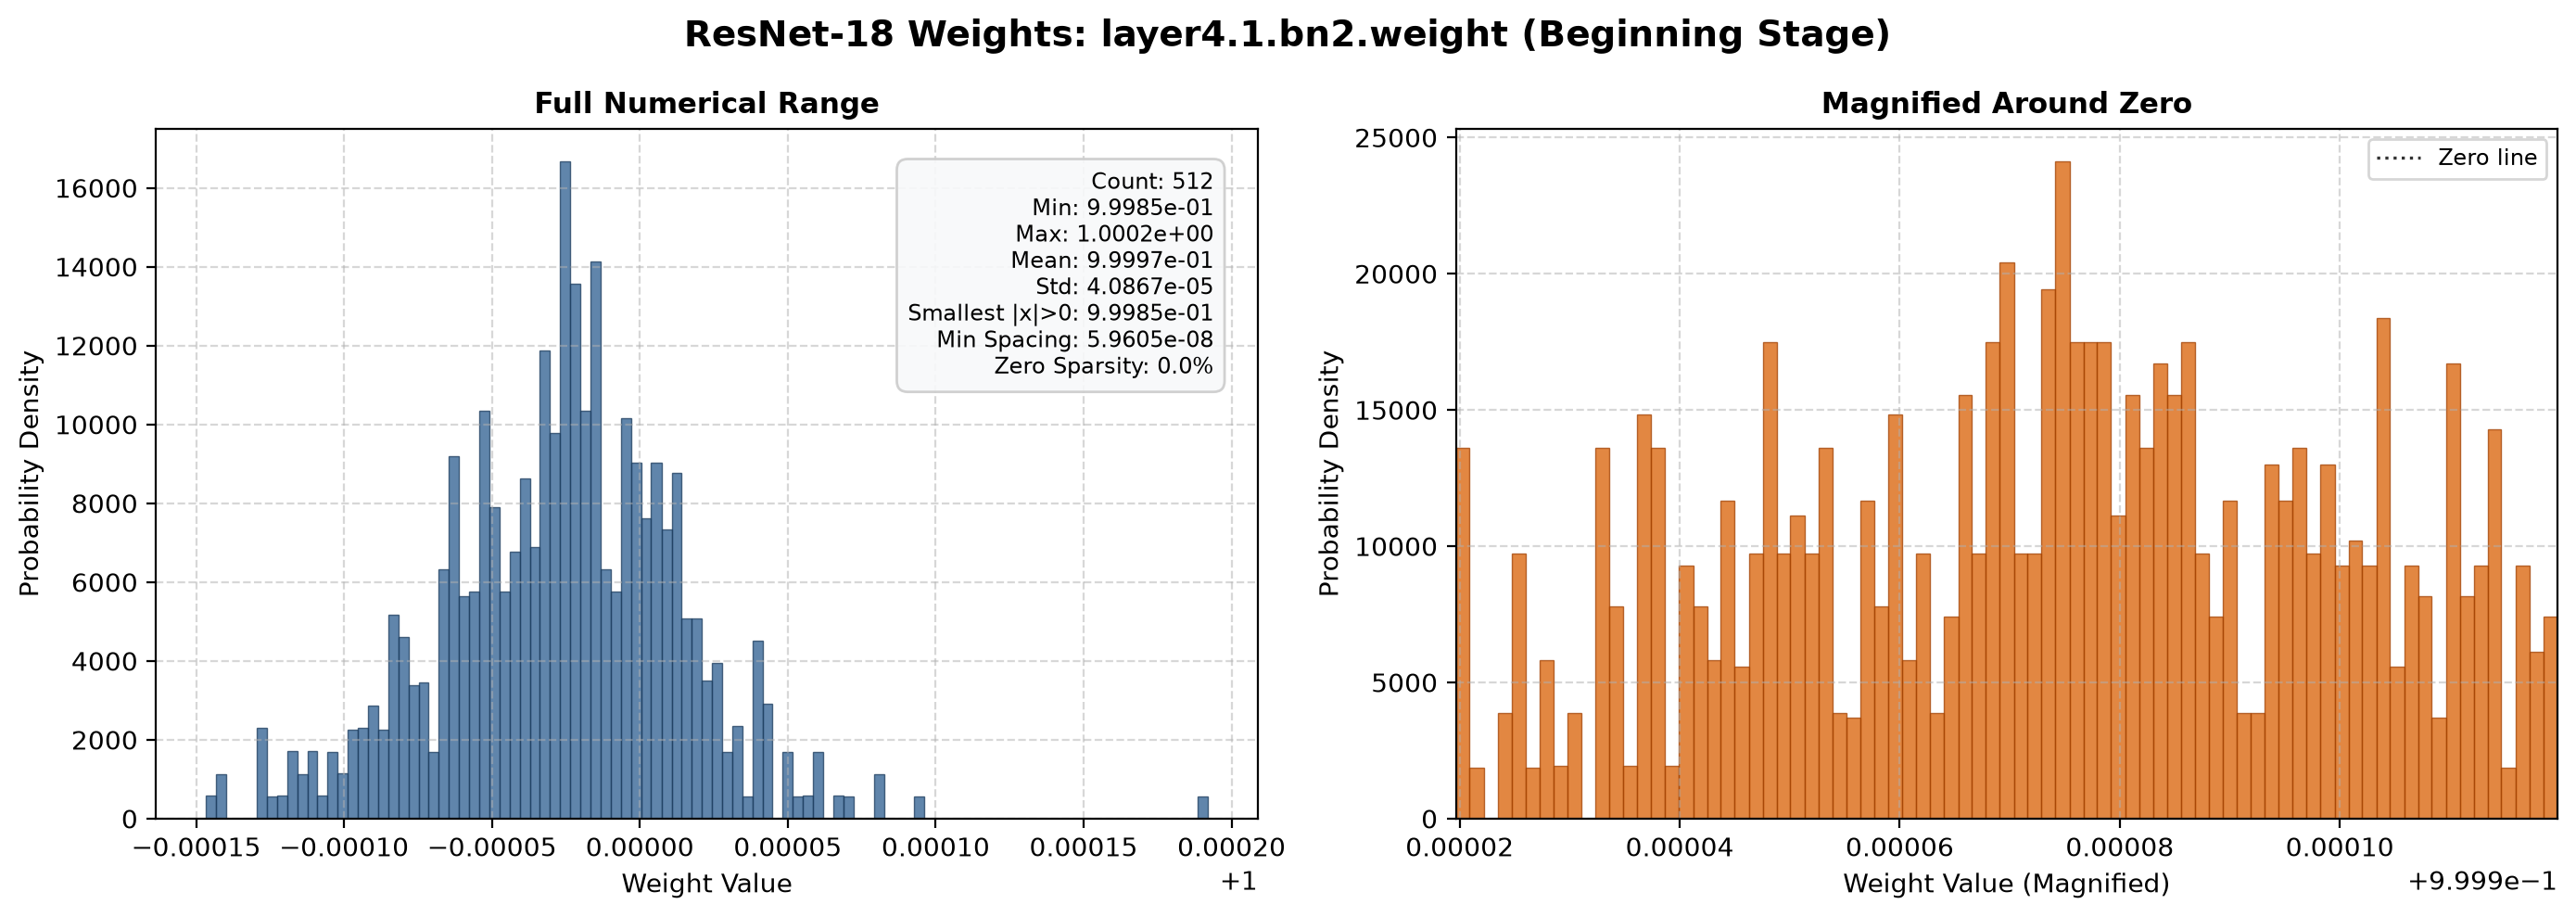 ResNet-18 Weights: layer4.1.bn2.weight (Beginning Stage)
Full Numerical Range
Probability Density
16000
14000
12000
10000
8000
6000
4000
2000
0
Count: 512
Min: 9.9985e-01
Max: 1.0002e+00
Mean: 9.9997e-01
Std: 4.0867e-05
Smallest |x|>0: 9.9985e-01
Min Spacing: 5.9605e-08
Zero Sparsity: 0.0%
−0.00015 −0.00010 −0.00005 0.00000 0.00005 0.00010 0.00015 0.00020
+1
Weight Value
Magnified Around Zero
Probability Density
25000
20000
15000
10000
5000
0
Zero line
0.00002 0.00004 0.00006 0.00008 0.00010
+9.999e−1
Weight Value (Magnified)